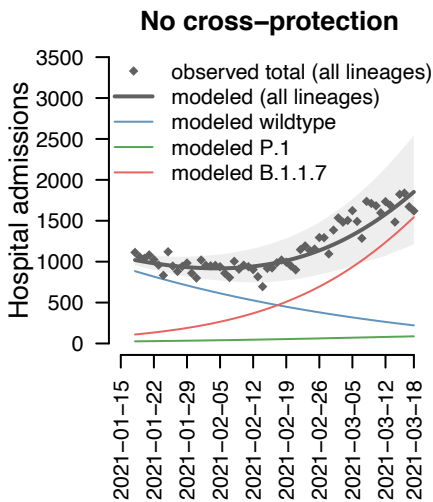 No cross−protection
observed total (all lineages)
modeled (all lineages)
modeled wildtype
modeled P.1
modeled B.1.1.7
Hospital admissions
3500
3000
2500
2000
1500
1000
500
0
2021−01−15
2021−01−22
2021−01−29
2021−02−05
2021−02−12
2021−02−19
2021−02−26
2021−03−05
2021−03−12
2021−03−18